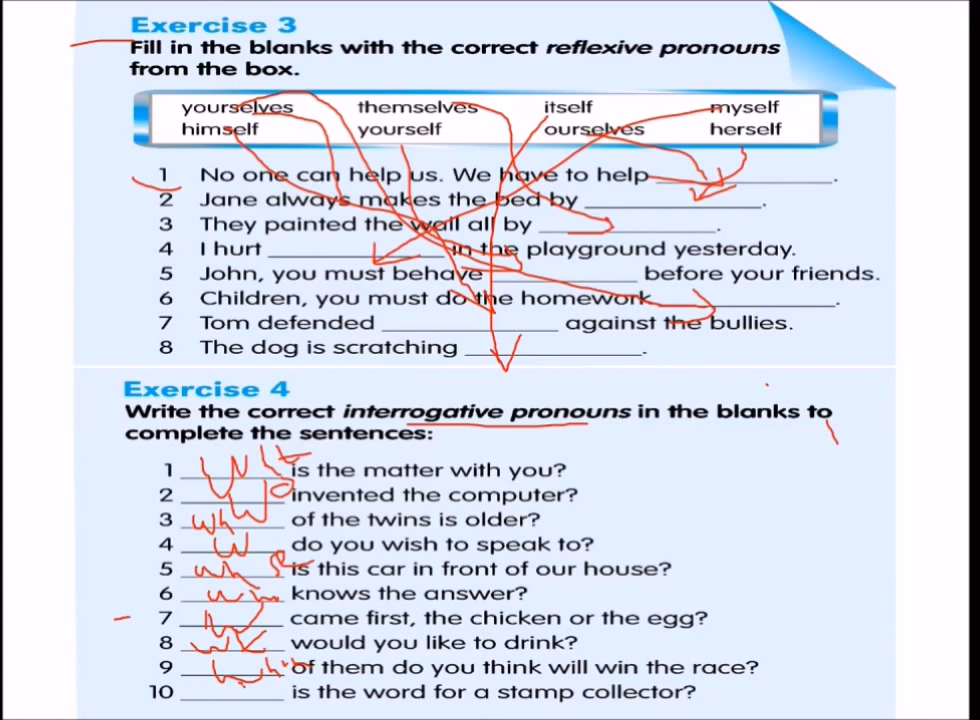 Exercise 3
Fill in the blanks with the correct reflexive pronouns
from the box.
yourselves themselves itself myself
himself yourself ourselves herself
1 No one can help us. We have to help ____________.
2 Jane always makes the bed by ____________.
3 They painted the wall all by ____________.
4 I hurt ____________ in the playground yesterday.
5 John, you must behave ____________ before your friends.
6 Children, you must do the homework ____________.
7 Tom defended ____________ against the bullies.
8 The dog is scratching ____________.
Exercise 4
Write the correct interrogative pronouns in the blanks to
complete the sentences:
1 ________ is the matter with you?
2 ________ invented the computer?
3 ________ of the twins is older?
4 ________ do you wish to speak to?
5 ________ is this car in front of our house?
6 ________ knows the answer?
7 ________ came first, the chicken or the egg?
8 ________ would you like to drink?
9 ________ of them do you think will win the race?
10 ________ is the word for a stamp collector?